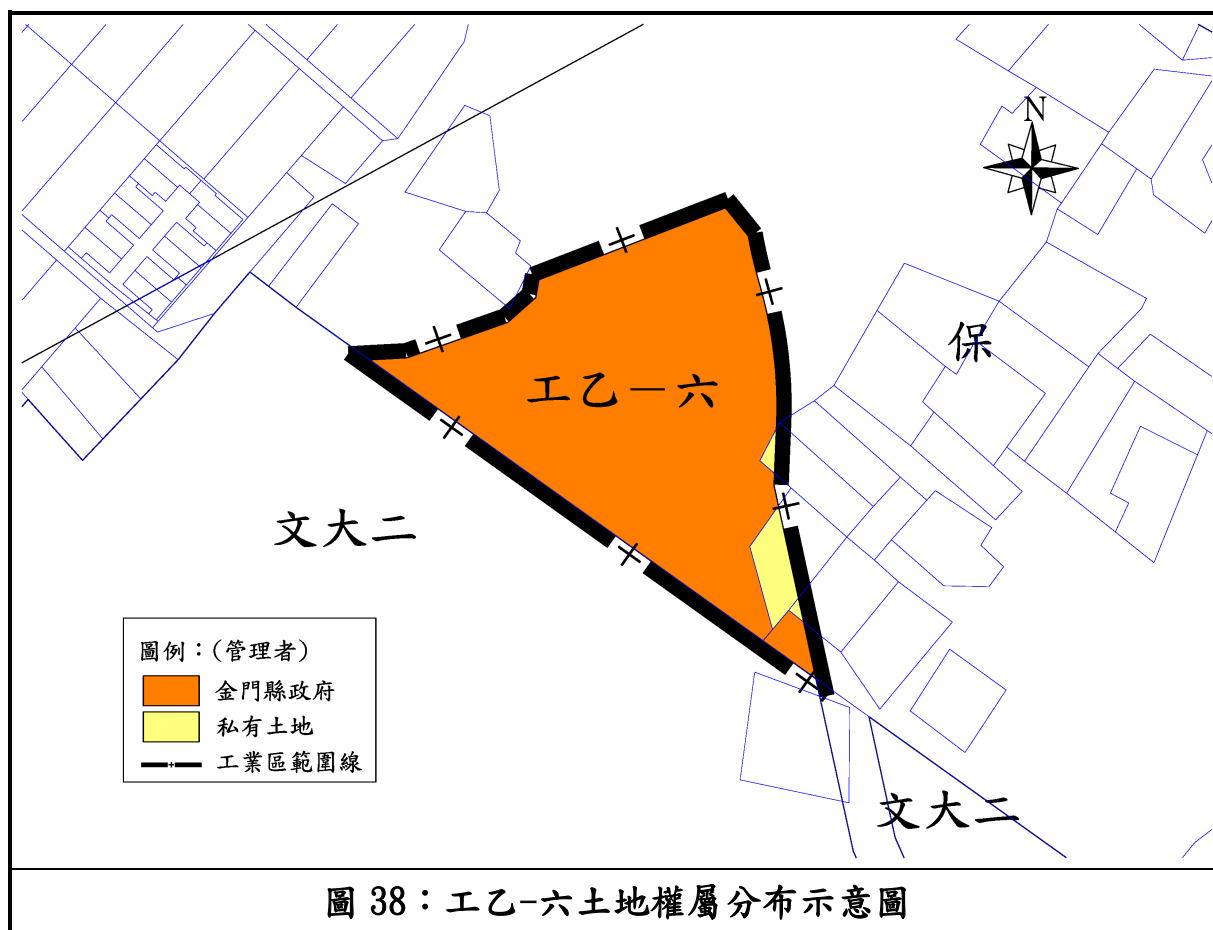 N
保
工乙－六
文大二
圖例：(管理者)
金門縣政府
私有土地
工業區範圍線
文大二
圖 38：工乙-六土地權屬分布示意圖